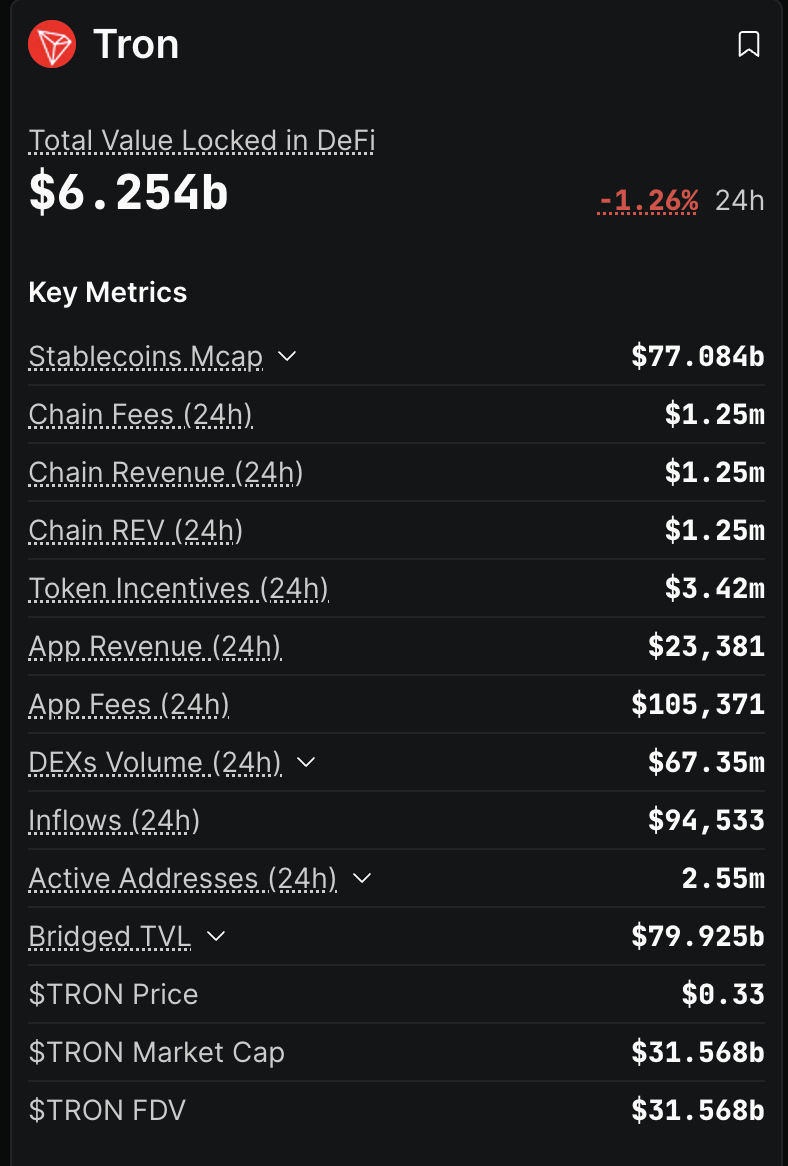 Tron
Total Value Locked in DeFi
$6.254b -1.26% 24h
Key Metrics
Stablecoins Mcap $77.084b
Chain Fees (24h) $1.25m
Chain Revenue (24h) $1.25m
Chain REV (24h) $1.25m
Token Incentives (24h) $3.42m
App Revenue (24h) $23,381
App Fees (24h) $105,371
DEXs Volume (24h) $67.35m
Inflows (24h) $94,533
Active Addresses (24h) 2.55m
Bridged TVL $79.925b
$TRON Price $0.33
$TRON Market Cap $31.568b
$TRON FDV $31.568b